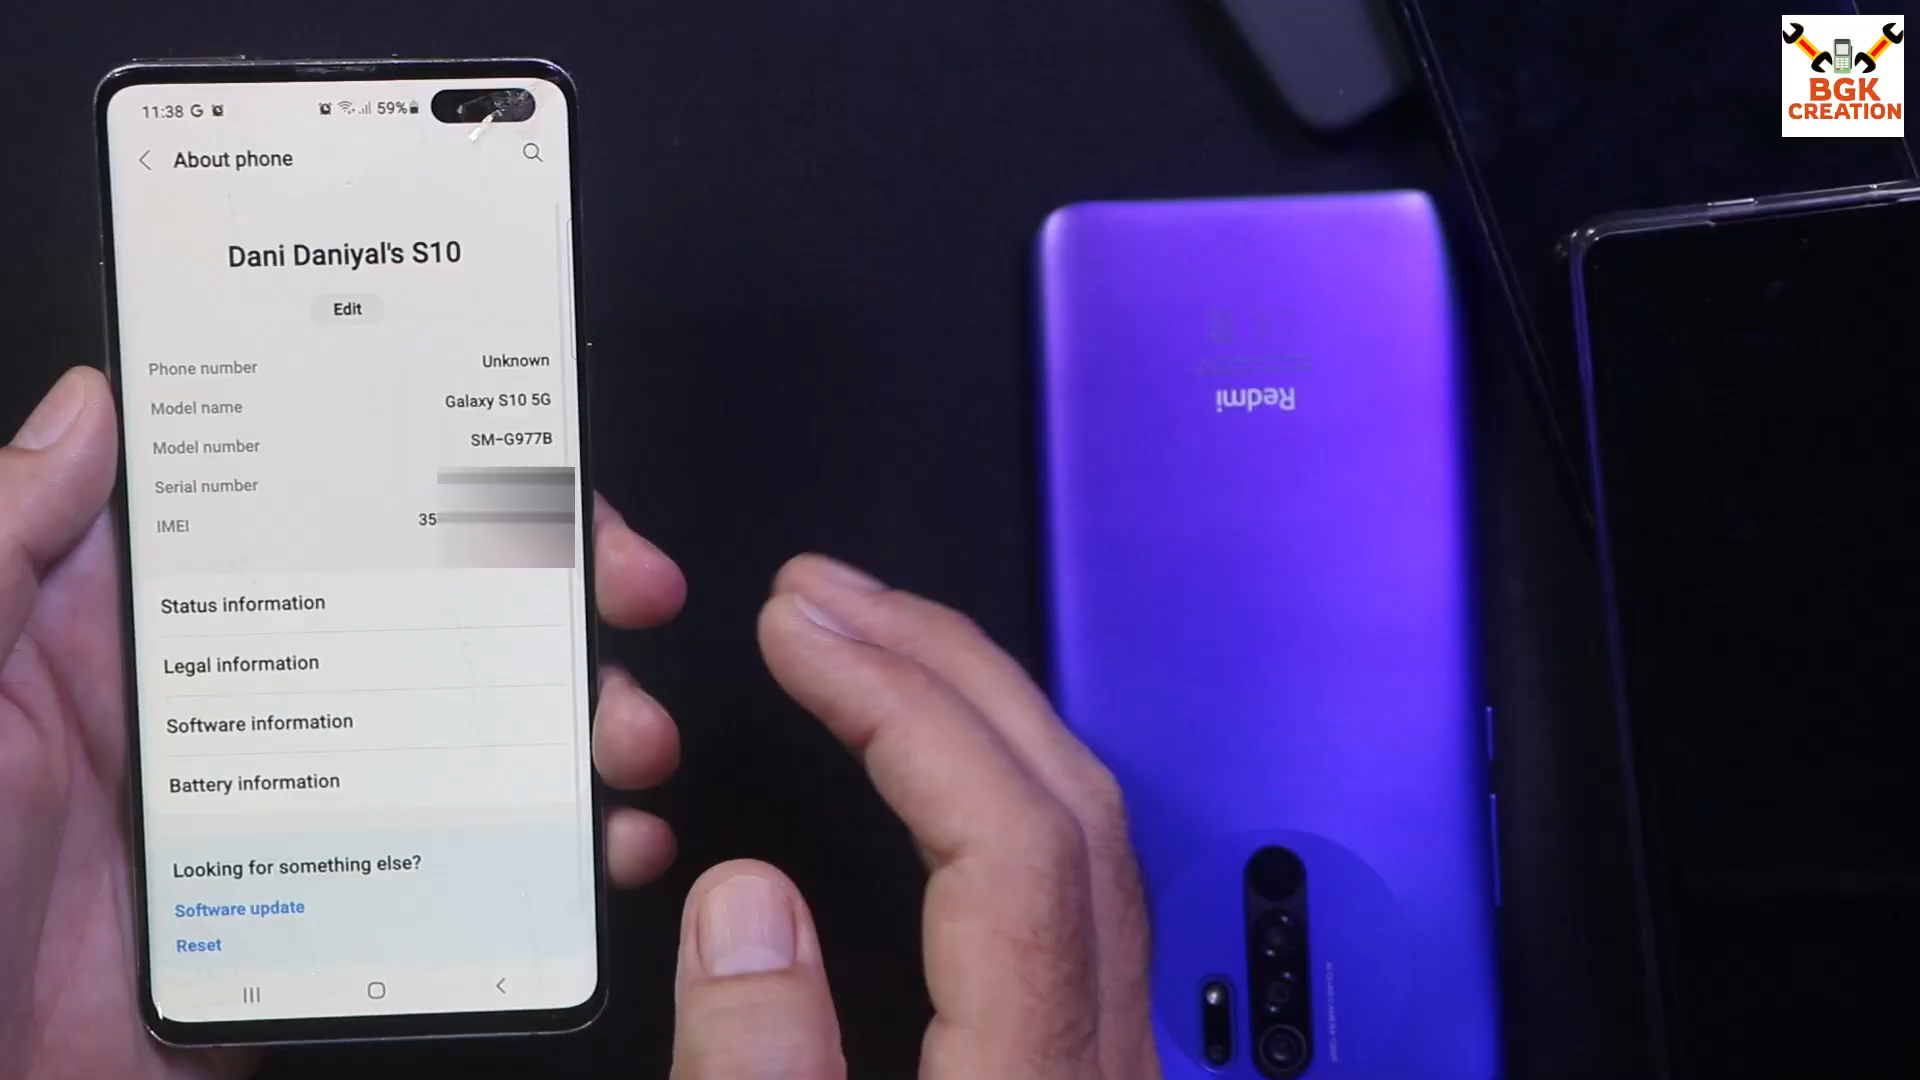 11:38 G
59%
About phone
Dani Daniyal's S10
Edit
Phone number Unknown
Model name Galaxy S10 5G
Model number SM-G977B
Serial number
IMEI 35
Status information
Legal information
Software information
Battery information
Looking for something else?
Software update
Reset
Redmi
BGK
CREATION